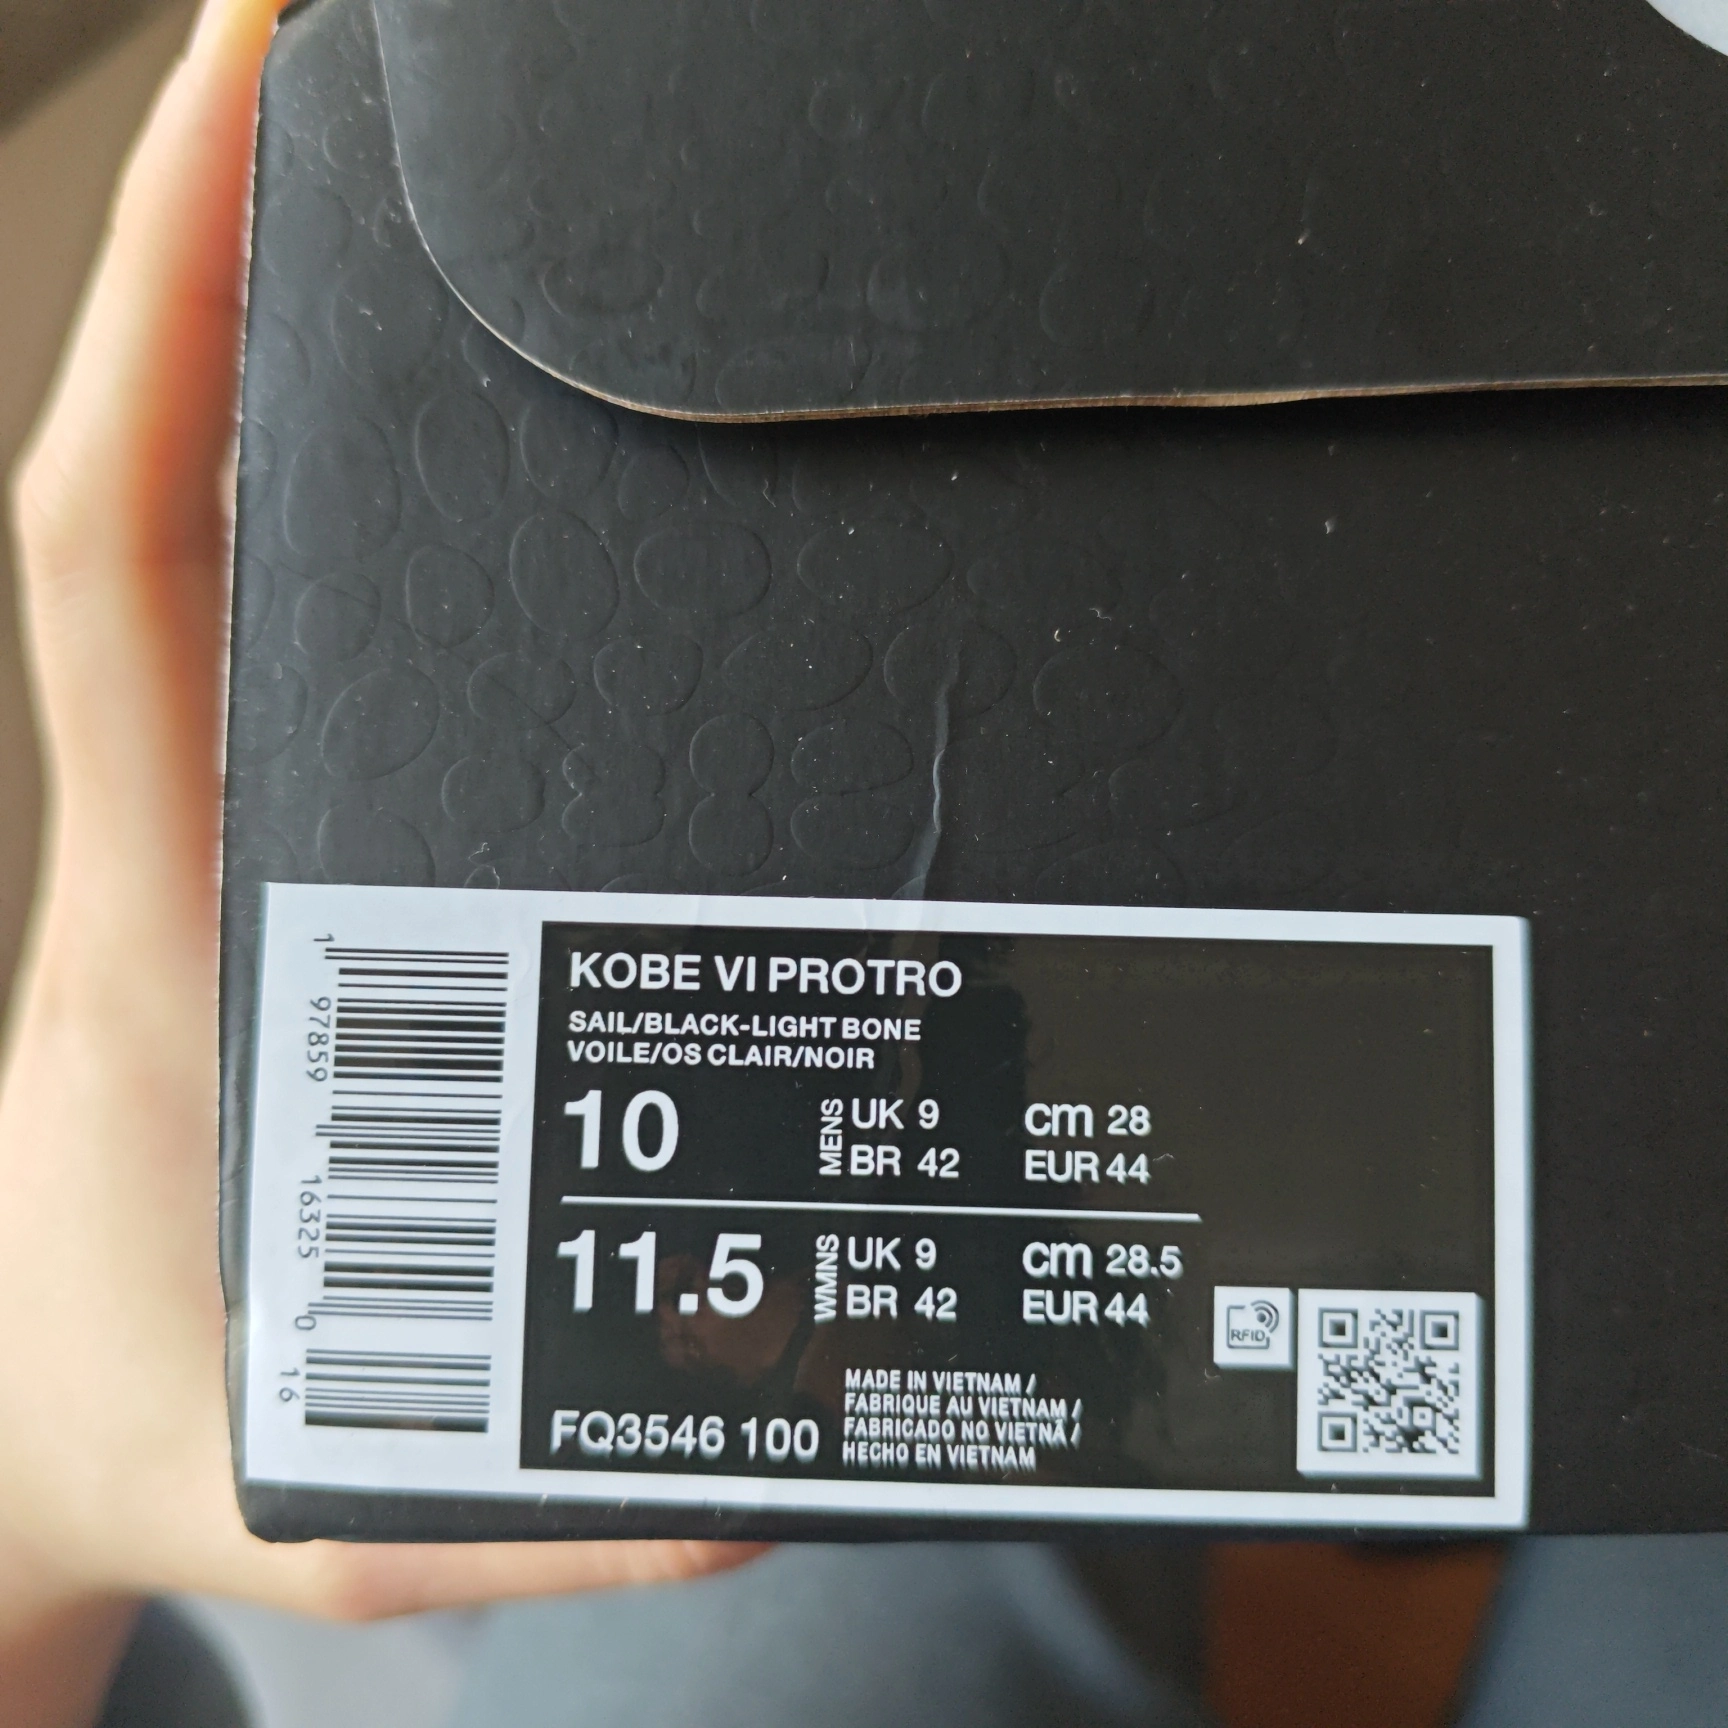 KOBE VI PROTRO
SAIL/BLACK-LIGHT BONE
VOILE/OS CLAIR/NOIR
10
MENS
UK 9
BR 42
cm 28
EUR 44
11.5
WMNS
UK 9
BR 42
cm 28.5
EUR 44
FQ3546 100
MADE IN VIETNAM /
FABRIQUE AU VIETNAM /
FABRICADO NO VIETNÃ /
HECHO EN VIETNAM
RFID
1 97859 16325 0 16